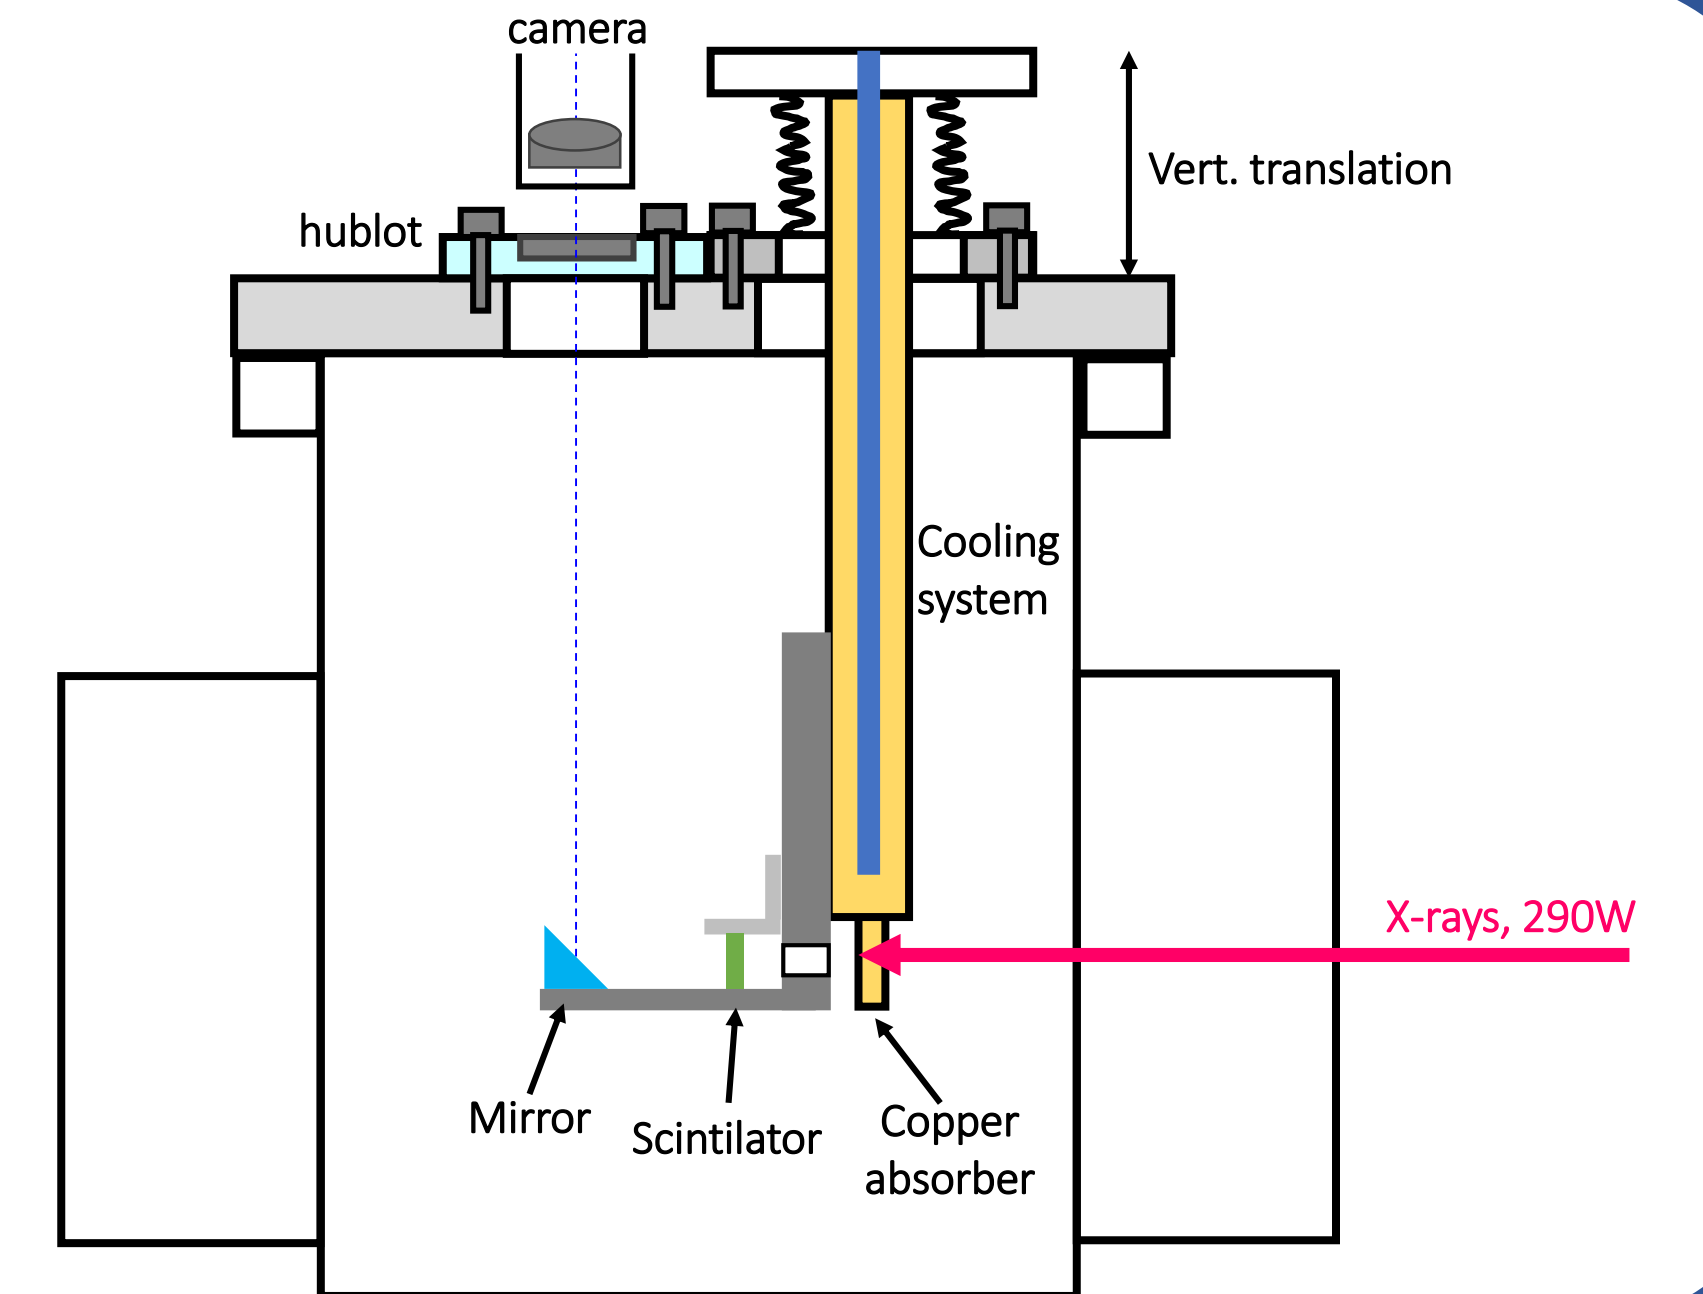 camera
Vert. translation
hublot
Cooling
system
X-rays, 290W
Mirror
Scintilator
Copper
absorber